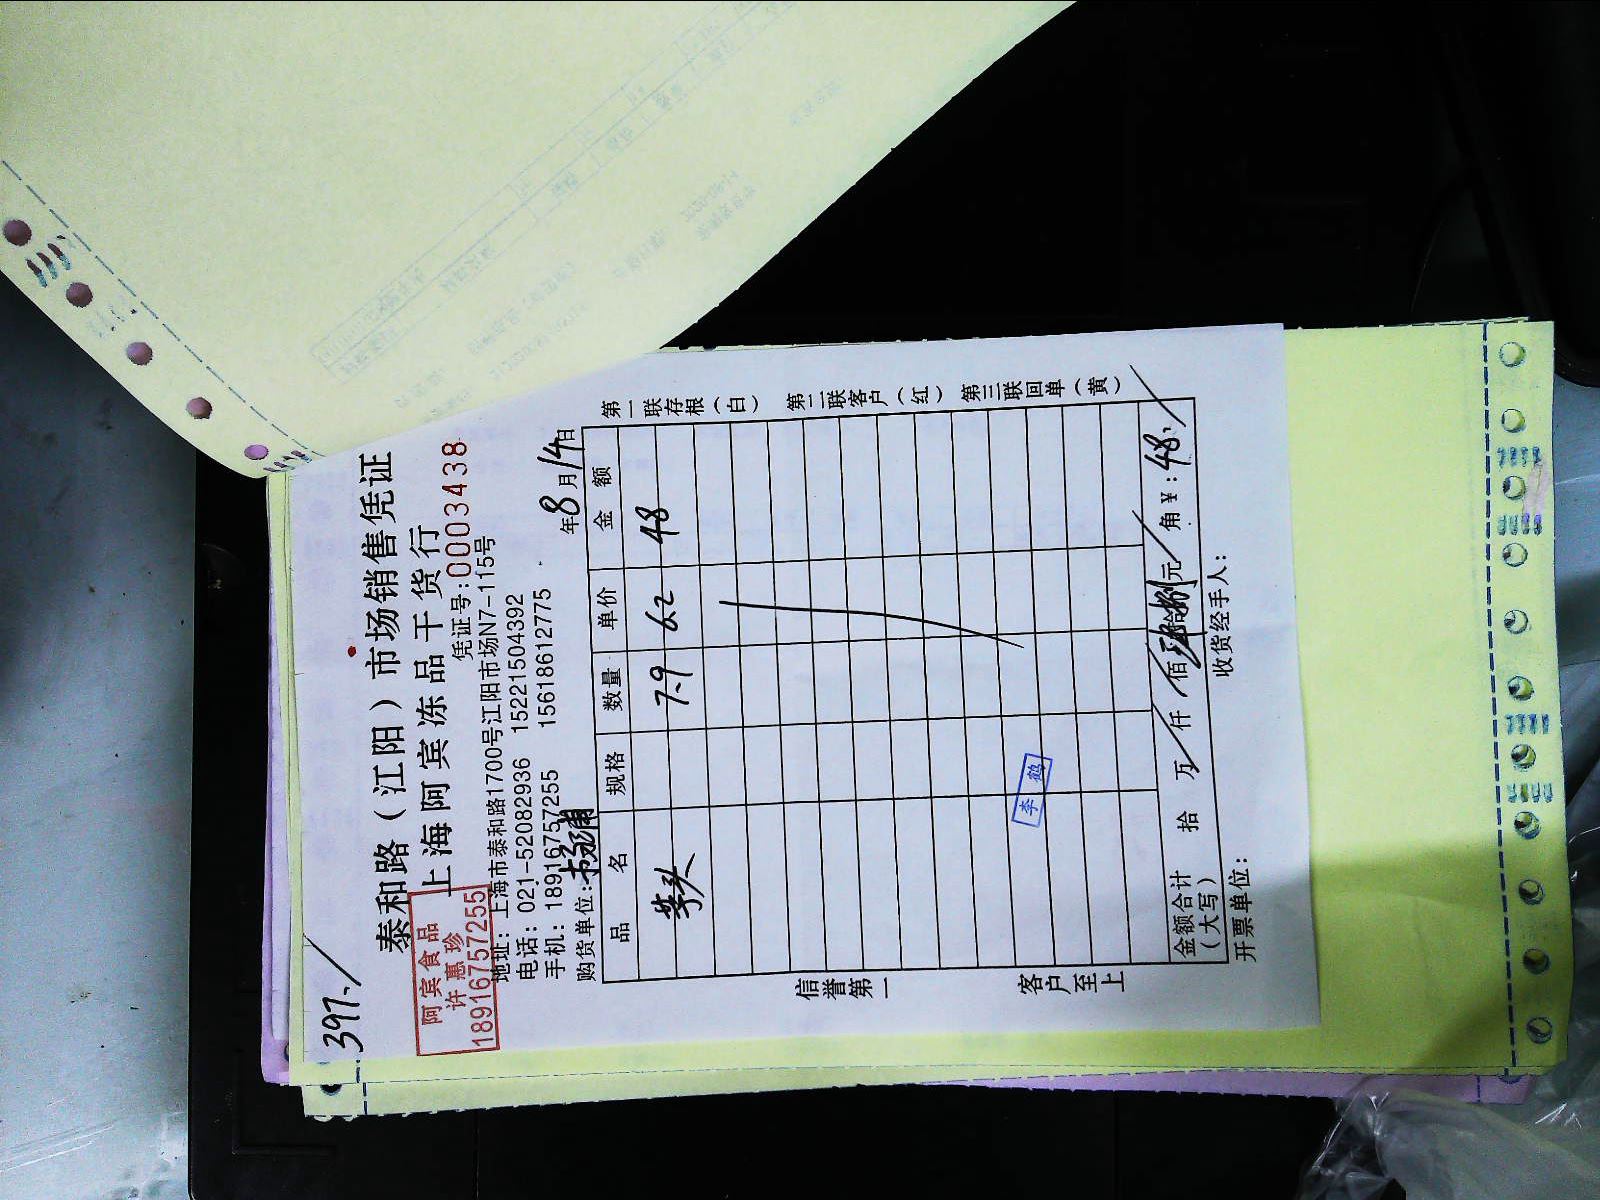 397./
泰和路（江阳）市场销售凭证
上海阿宾冻品干货行
凭证号:0003438
阿宾食品
许惠珍
18916757255
地址：上海市泰和路1700号江阳市场N7-115号
电话：021-52082936 15221504392
手机：18916757255 15618612775
购货单位:
年8月14日
品名 规格 数量 单价 金额
7.9 6.2 48
李鹤
金额合计（大写） 拾 万 仟 佰 拾捌元 角 ¥:48./
开票单位： 收货经手人：
信誉第一 客户至上
第一联存根（白） 第二联客户（红） 第三联回单（黄）